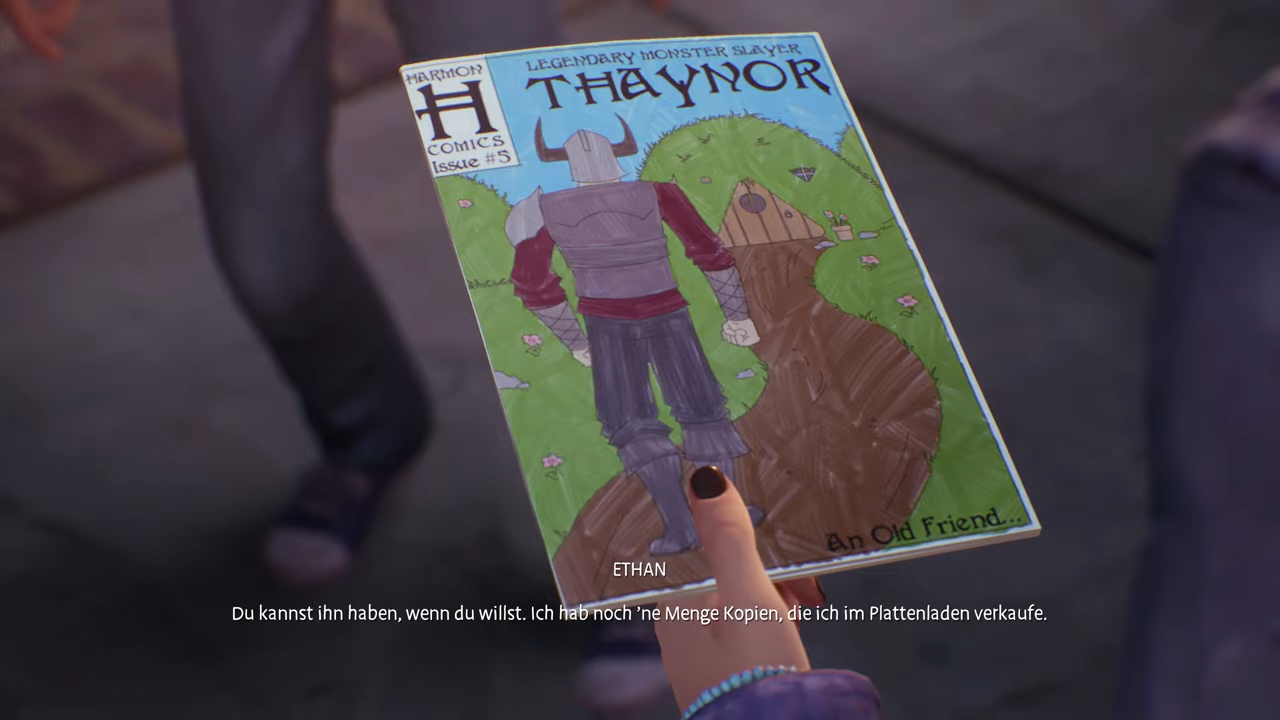 LEGENDARY MONSTER SLAYER
THAYNOR
HARMON
H
COMICS
Issue #5
An Old Friend...
ETHAN
Du kannst ihn haben, wenn du willst. Ich hab noch ’ne Menge Kopien, die ich im Plattenladen verkaufe.